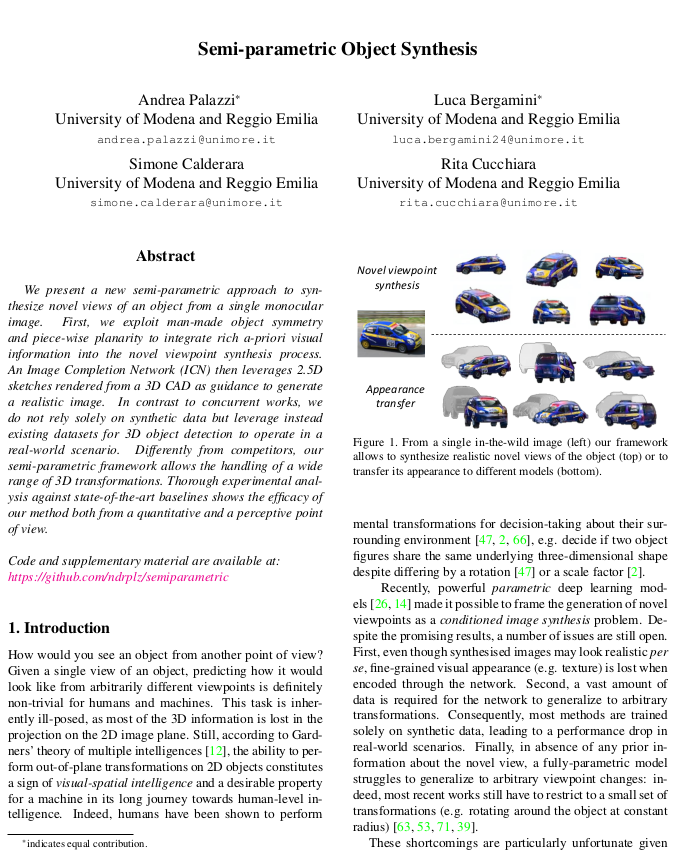 Semi-parametric Object Synthesis
Andrea Palazzi*
University of Modena and Reggio Emilia
andrea.palazzi@unimore.it
Luca Bergamini*
University of Modena and Reggio Emilia
luca.bergamini24@unimore.it
Simone Calderara
University of Modena and Reggio Emilia
simone.calderara@unimore.it
Rita Cucchiara
University of Modena and Reggio Emilia
rita.cucchiara@unimore.it
Abstract
We present a new semi-parametric approach to syn-
thesize novel views of an object from a single monocular
image. First, we exploit man-made object symmetry
and piece-wise planarity to integrate rich a-priori visual
information into the novel viewpoint synthesis process.
An Image Completion Network (ICN) then leverages 2.5D
sketches rendered from a 3D CAD as guidance to generate
a realistic image. In contrast to concurrent works, we
do not rely solely on synthetic data but leverage instead
existing datasets for 3D object detection to operate in a
real-world scenario. Differently from competitors, our
semi-parametric framework allows the handling of a wide
range of 3D transformations. Thorough experimental anal-
ysis against state-of-the-art baselines shows the efficacy of
our method both from a quantitative and a perceptive point
of view.
Code and supplementary material are available at:
https://github.com/ndrplz/semiparametric
1. Introduction
How would you see an object from another point of view?
Given a single view of an object, predicting how it would
look like from arbitrarily different viewpoints is definitely
non-trivial for humans and machines. This task is inher-
ently ill-posed, as most of the 3D information is lost in the
projection on the 2D image plane. Still, according to Gard-
ners' theory of multiple intelligences [12], the ability to per-
form out-of-plane transformations on 2D objects constitutes
a sign of visual-spatial intelligence and a desirable property
for a machine in its long journey towards human-level in-
telligence. Indeed, humans have been shown to perform
*indicates equal contribution.
Novel viewpoint
synthesis
Appearance
transfer
Figure 1. From a single in-the-wild image (left) our framework
allows to synthesize realistic novel views of the object (top) or to
transfer its appearance to different models (bottom).
mental transformations for decision-taking about their sur-
rounding environment [47, 2, 66], e.g. decide if two object
figures share the same underlying three-dimensional shape
despite differing by a rotation [47] or a scale factor [2].
Recently, powerful parametric deep learning mod-
els [26, 14] made it possible to frame the generation of novel
viewpoints as a conditioned image synthesis problem. De-
spite the promising results, a number of issues are still open.
First, even though synthesised images may look realistic per
se, fine-grained visual appearance (e.g. texture) is lost when
encoded through the network. Second, a vast amount of
data is required for the network to generalize to arbitrary
transformations. Consequently, most methods are trained
solely on synthetic data, leading to a performance drop in
real-world scenarios. Finally, in absence of any prior in-
formation about the novel view, a fully-parametric model
struggles to generalize to arbitrary viewpoint changes: in-
deed, most recent works still have to restrict to a small set of
transformations (e.g. rotating around the object at constant
radius) [63, 53, 71, 39].
These shortcomings are particularly unfortunate given